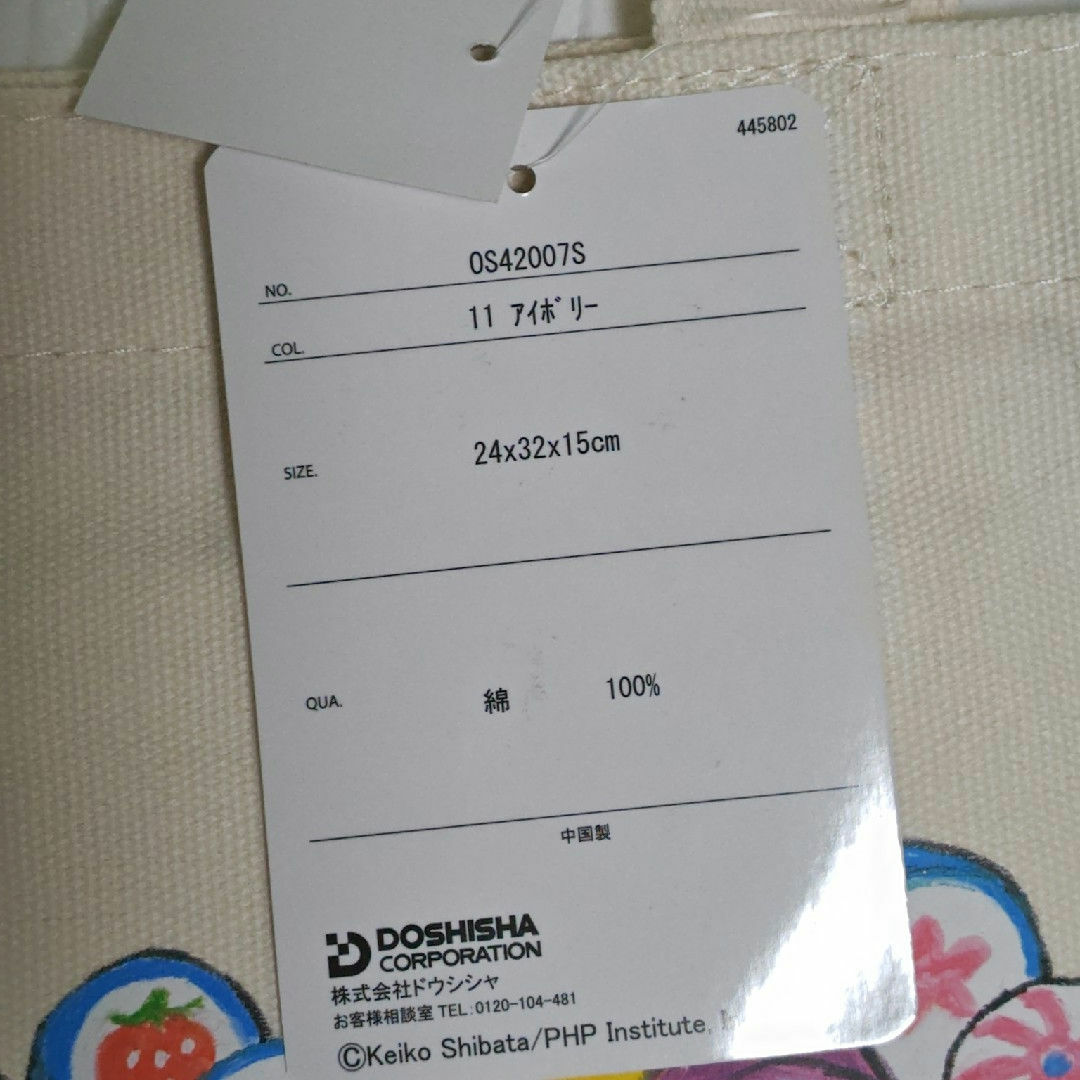 445802
NO. 0S42007S
COL. 11 ｱｲﾎﾞﾘｰ
SIZE. 24x32x15cm
QUA. 綿 100%
中国製
DOSHISHA
CORPORATION
株式会社ドウシシャ
お客様相談室 TEL:0120-104-481
©Keiko Shibata/PHP Institute,